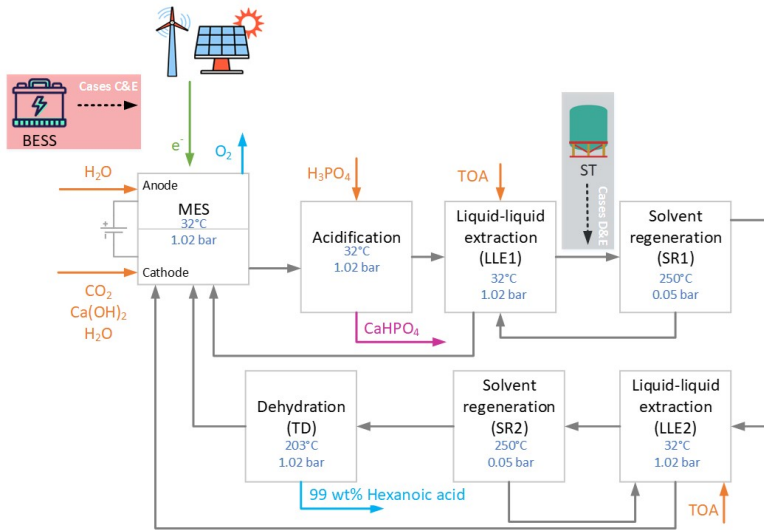 Cases C&E
BESS
e⁻
O₂
H₂O
Anode
MES
32°C
1.02 bar
Cathode
CO₂
Ca(OH)₂
H₂O
H₃PO₄
Acidification
32°C
1.02 bar
CaHPO₄
TOA
Liquid-liquid
extraction
(LLE1)
32°C
1.02 bar
ST
Cases D&E
Solvent
regeneration
(SR1)
250°C
0.05 bar
Dehydration
(TD)
203°C
1.02 bar
99 wt% Hexanoic acid
Solvent
regeneration
(SR2)
250°C
0.05 bar
Liquid-liquid
extraction
(LLE2)
32°C
1.02 bar
TOA